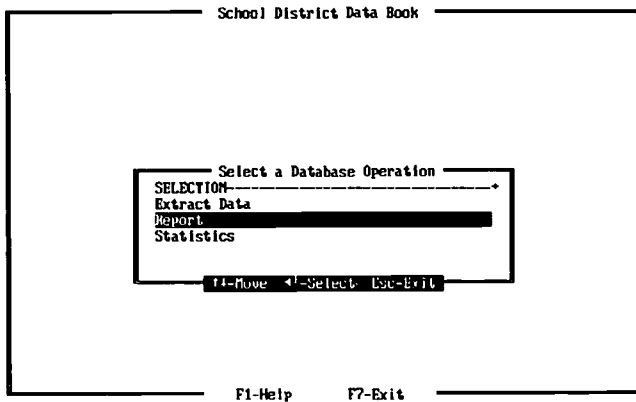 School District Data Book
Select a Database Operation
SELECTION
Extract Data
Report
Statistics
↑↓-Move ◄┘-Select Esc-Exit
F1-Help F7-Exit